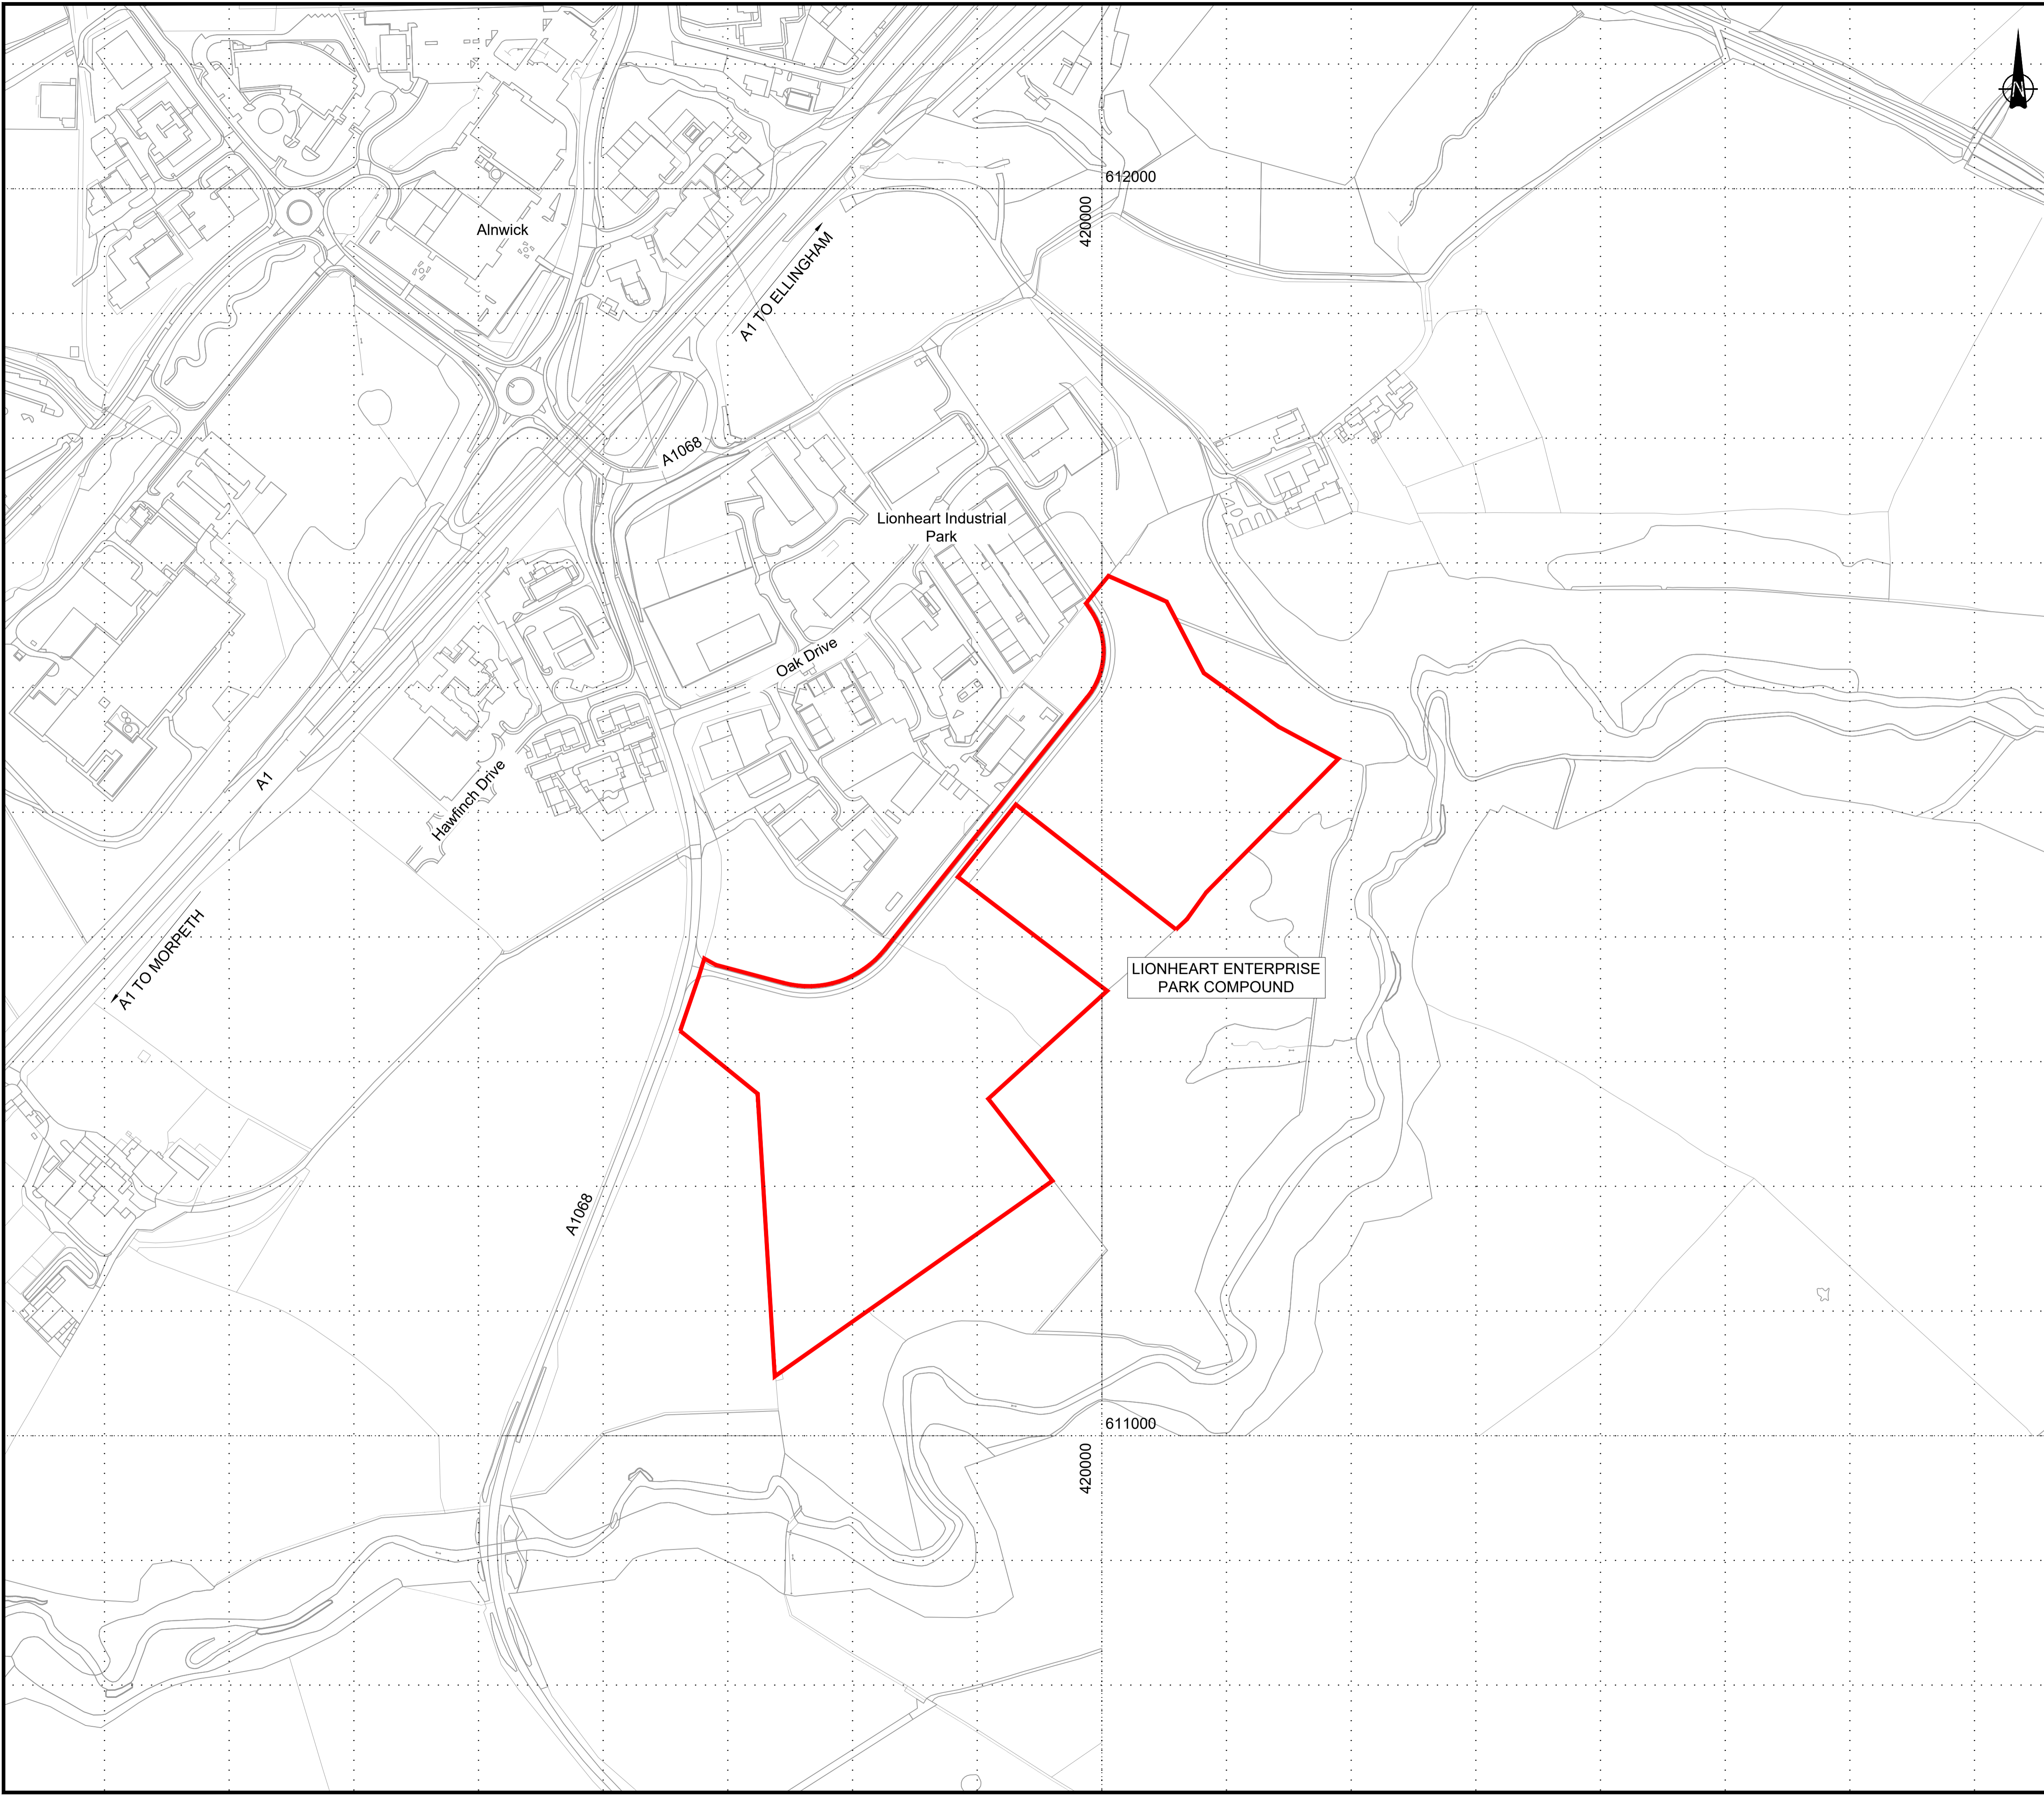 N
612000
420000
Alnwick
A1 TO ELLINGHAM
A1068
Lionheart Industrial
Park
Oak Drive
A1
Hawfinch Drive
A1 TO MORPETH
LIONHEART ENTERPRISE
PARK COMPOUND
A1068
611000
420000